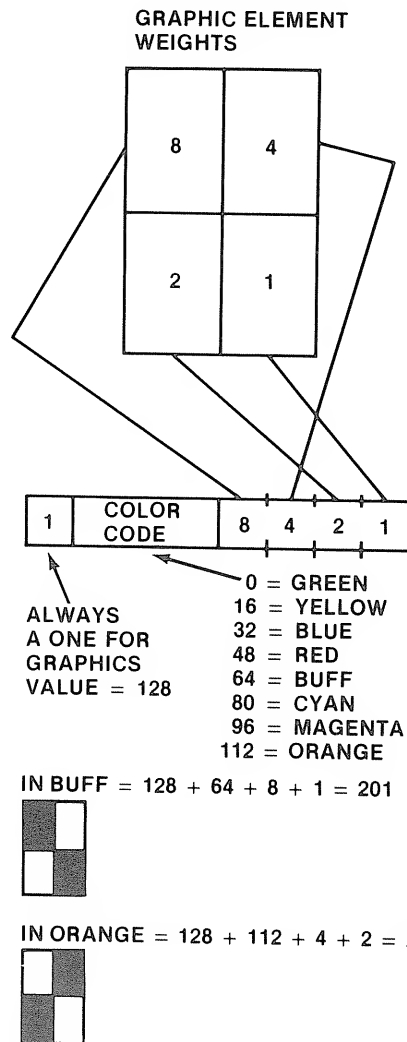 GRAPHIC ELEMENT
WEIGHTS
8 4
2 1
1 COLOR CODE 8 4 2 1
ALWAYS
A ONE FOR
GRAPHICS
VALUE = 128
0 = GREEN
16 = YELLOW
32 = BLUE
48 = RED
64 = BUFF
80 = CYAN
96 = MAGENTA
112 = ORANGE
IN BUFF = 128 + 64 + 8 + 1 = 201
IN ORANGE = 128 + 112 + 4 + 2 =